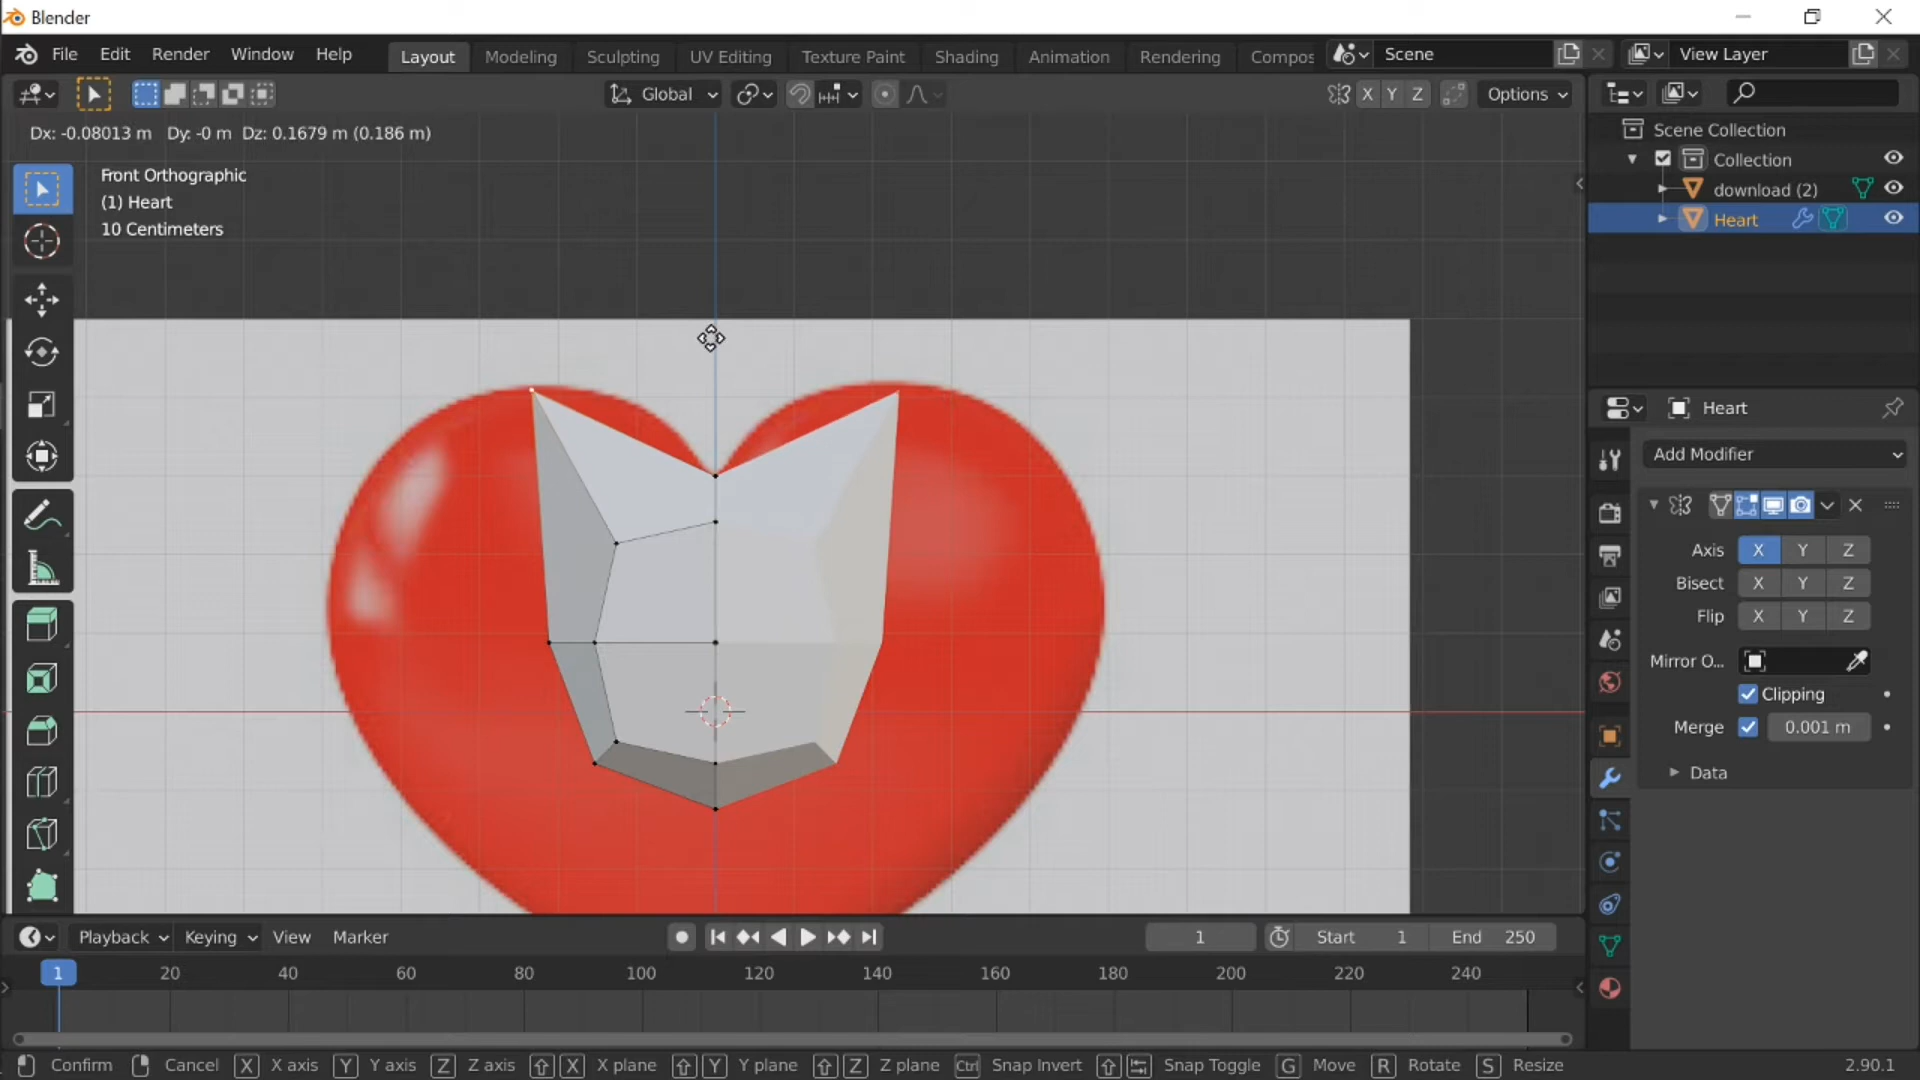 Blender
File Edit Render Window Help Layout Modeling Sculpting UV Editing Texture Paint Shading Animation Rendering Compos Scene View Layer
Global X Y Z Options
Dx: -0.08013 m Dy: -0 m Dz: 0.1679 m (0.186 m)
Front Orthographic
(1) Heart
10 Centimeters
Scene Collection
Collection
download (2)
Heart
Heart
Add Modifier
Axis X Y Z
Bisect X Y Z
Flip X Y Z
Mirror O...
Clipping
Merge 0.001 m
Data
Playback Keying View Marker 1 Start 1 End 250
1 20 40 60 80 100 120 140 160 180 200 220 240
Confirm Cancel X X axis Y Y axis Z Z axis X X plane Y Y plane Z Z plane Ctrl Snap Invert Snap Toggle G Move R Rotate S Resize 2.90.1